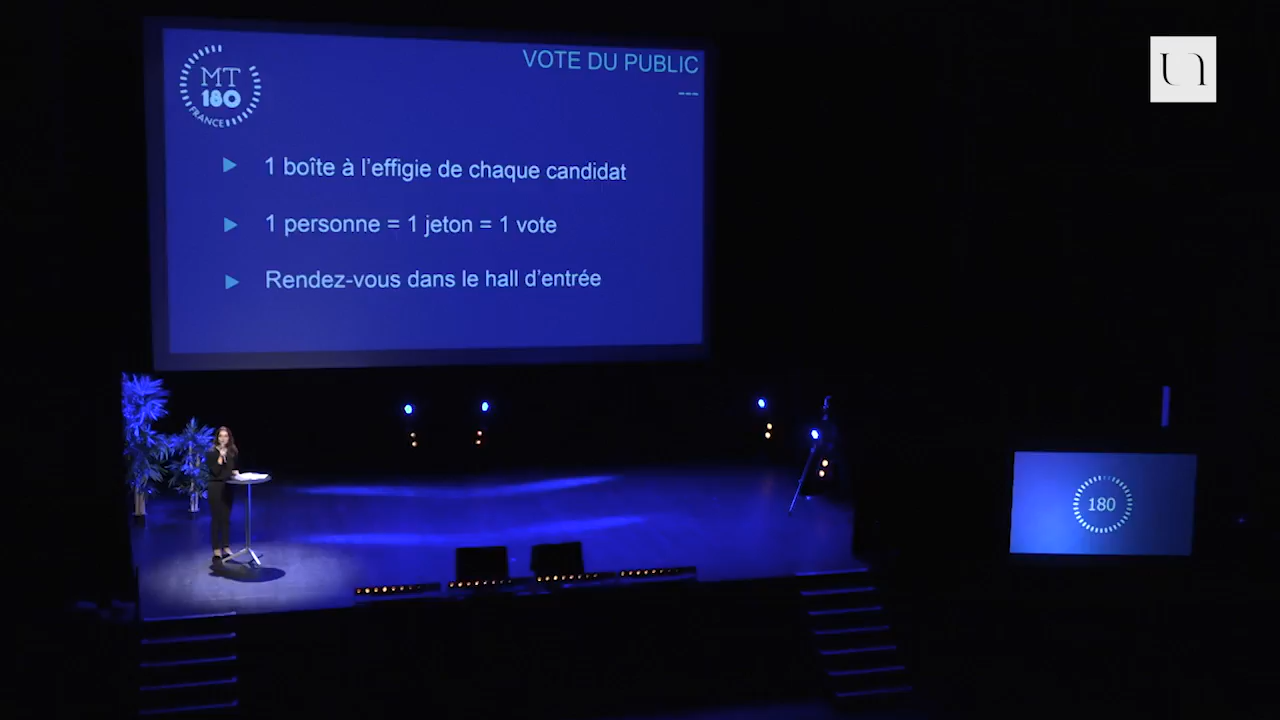 VOTE DU PUBLIC
---
MT
180
FRANCE
1 boîte à l'effigie de chaque candidat
1 personne = 1 jeton = 1 vote
Rendez-vous dans le hall d'entrée
180